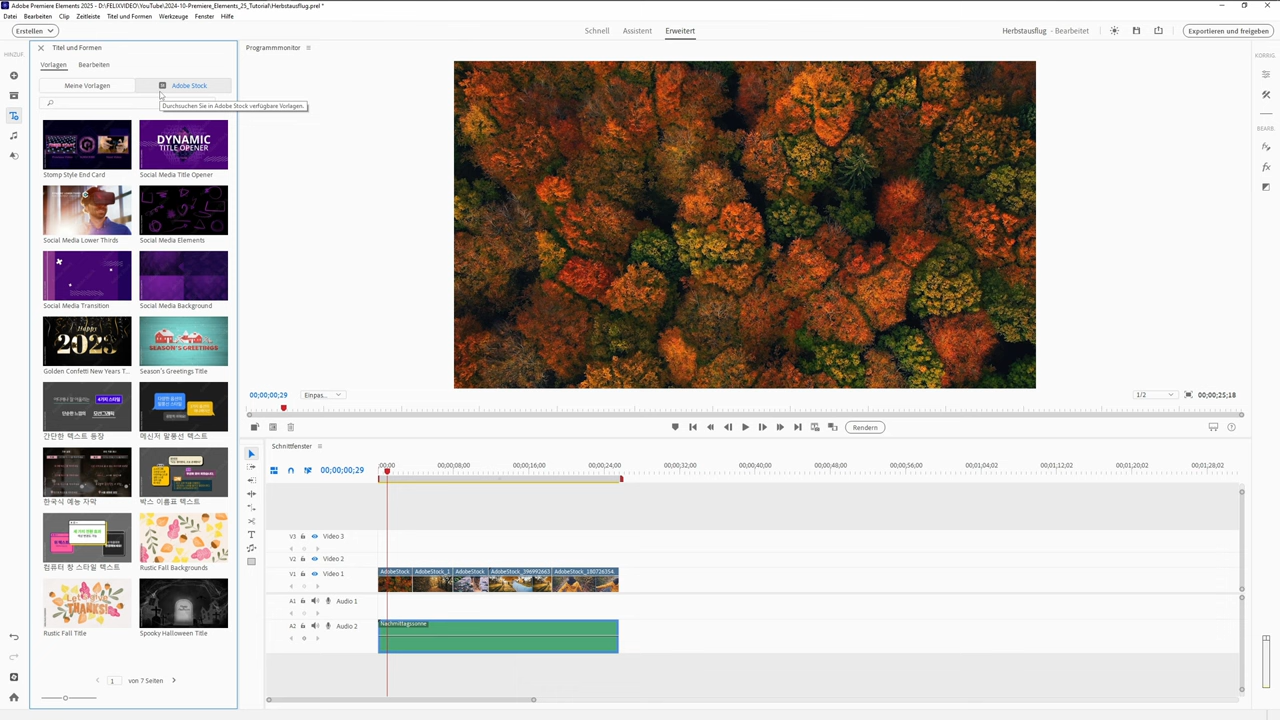 Adobe Premiere Elements 2025 - D:\FELIXVIDEO\YouTube\2024-10-Premiere_Elements_25_Tutorial\Herbstausflug.prel *
Datei Bearbeiten Clip Zeitleiste Titel und Formen Werkzeuge Fenster Hilfe
Erstellen
Schnell Assistent Erweitert
Herbstausflug - Bearbeitet
Exportieren und freigeben
HINZUF.
Titel und Formen
Programmmonitor
KORRIG.
Vorlagen Bearbeiten
Meine Vorlagen
Adobe Stock
Durchsuchen Sie in Adobe Stock verfügbare Vorlagen.
DYNAMIC
TITLE OPENER
Stomp Style End Card
Social Media Title Opener
BEARB.
Social Media Lower Thirds
Social Media Elements
Social Media Transition
Social Media Background
Happy
2023
SEASON'S GREETINGS
Golden Confetti New Years T...
Season's Greetings Title
00;00;00;29
Einpas...
1/2
00;00;25;18
간단한 텍스트 등장
메신저 말풍선 텍스트
Rendern
Schnittfenster
00;00;00;29
;00;00
00;00;08;00
00;00;16;00
00;00;24;00
00;00;32;00
00;00;40;00
00;00;48;00
00;00;56;00
00;01;04;02
00;01;12;02
00;01;20;02
00;01;28;02
한국식 예능 자막
박스 이름표 텍스트
V3 Video 3
V2 Video 2
컴퓨터 창 스타일 텍스트
Rustic Fall Backgrounds
V1 Video 1
AdobeStock
AdobeStock_1
AdobeStock
AdobeStock_396992663
AdobeStock_180726354.
Let's give
THANKS!
A1 Audio 1
A2 Audio 2
Nachmittagssonne
Rustic Fall Title
Spooky Halloween Title
1 von 7 Seiten